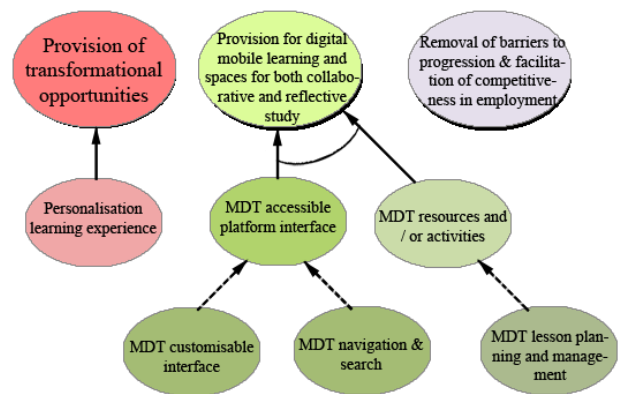 Provision of
transformational
opportunities
Provision for digital
mobile learning and
spaces for both collabo-
rative and reflective
study
Removal of barriers to
progression & facilita-
tion of competitive-
ness in employment
Personalisation
learning experience
MDT accessible
platform interface
MDT resources and
/ or activities
MDT customisable
interface
MDT navigation &
search
MDT lesson plan-
ning and manage-
ment